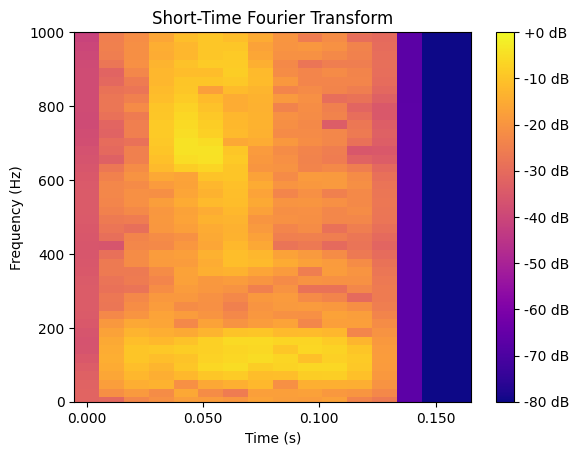 Short-Time Fourier Transform
1000
800
600
400
200
0
Frequency (Hz)
0.000
0.050
0.100
0.150
Time (s)
+0 dB
-10 dB
-20 dB
-30 dB
-40 dB
-50 dB
-60 dB
-70 dB
-80 dB